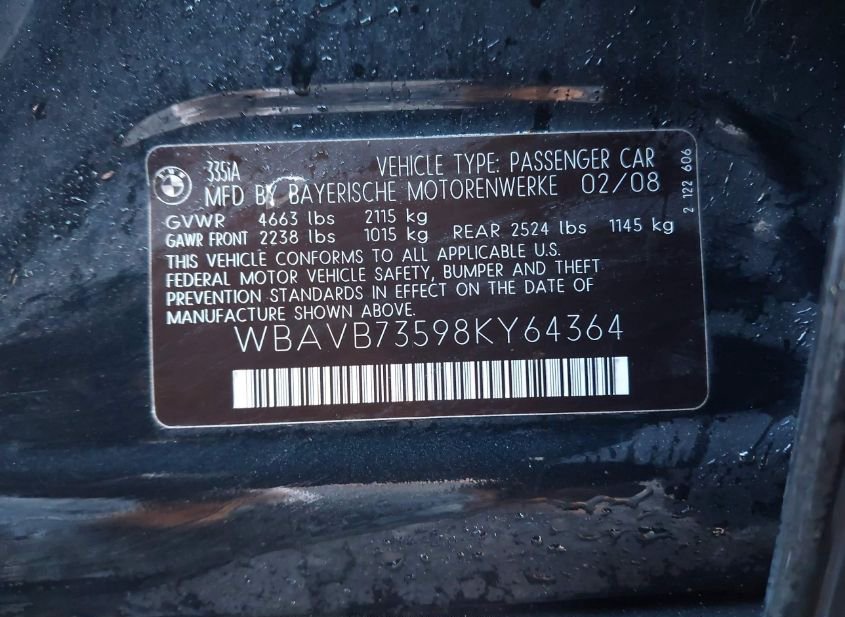 BMW
335iA
VEHICLE TYPE: PASSENGER CAR
MFD BY BAYERISCHE MOTORENWERKE 02/08
GVWR 4663 lbs 2115 kg
GAWR FRONT 2238 lbs 1015 kg REAR 2524 lbs 1145 kg
THIS VEHICLE CONFORMS TO ALL APPLICABLE U.S.
FEDERAL MOTOR VEHICLE SAFETY, BUMPER AND THEFT
PREVENTION STANDARDS IN EFFECT ON THE DATE OF
MANUFACTURE SHOWN ABOVE.
WBAVB73598KY64364
2 122 606